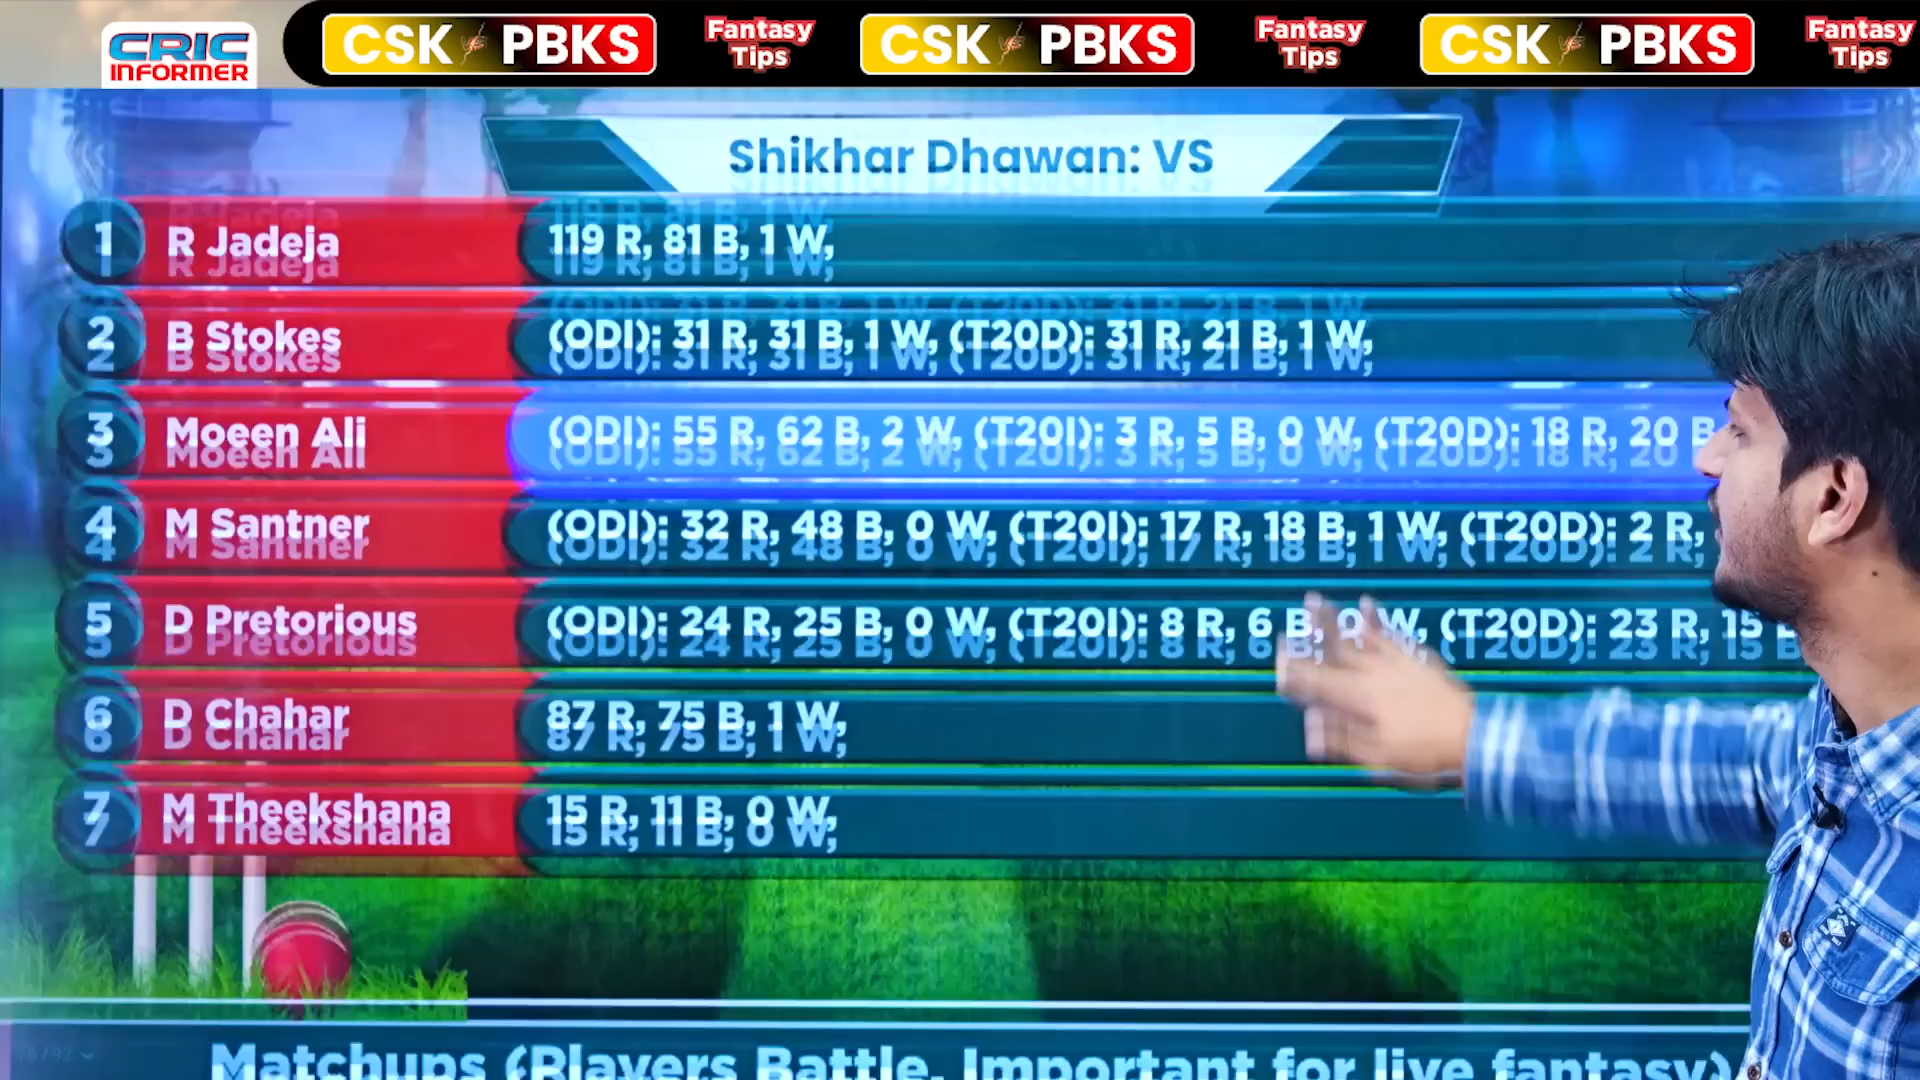 CRIC
INFORMER
CSK vs PBKS
Fantasy
Tips
CSK vs PBKS
Fantasy
Tips
CSK vs PBKS
Fantasy
Tips
Shikhar Dhawan: VS
1 R Jadeja 119 R, 81 B, 1 W,
2 B Stokes (ODI): 31 R, 31 B, 1 W, (T20D): 31 R, 21 B, 1 W,
3 Moeen Ali (ODI): 55 R, 62 B, 2 W, (T20I): 3 R, 5 B, 0 W, (T20D): 18 R, 20 B
4 M Santner (ODI): 32 R, 48 B, 0 W, (T20I); 17 R, 18 B, 1 W, (T20D): 2 R,
5 D Pretorious (ODI): 24 R, 25 B, 0 W, (T20I): 8 R, 6 B, 0 W, (T20D): 23 R, 15 B
6 D Chahar 87 R, 75 B, 1 W,
7 M Theekshana 15 R, 11 B, 0 W,
Matchups (Players Battle, Important for live fantasy)